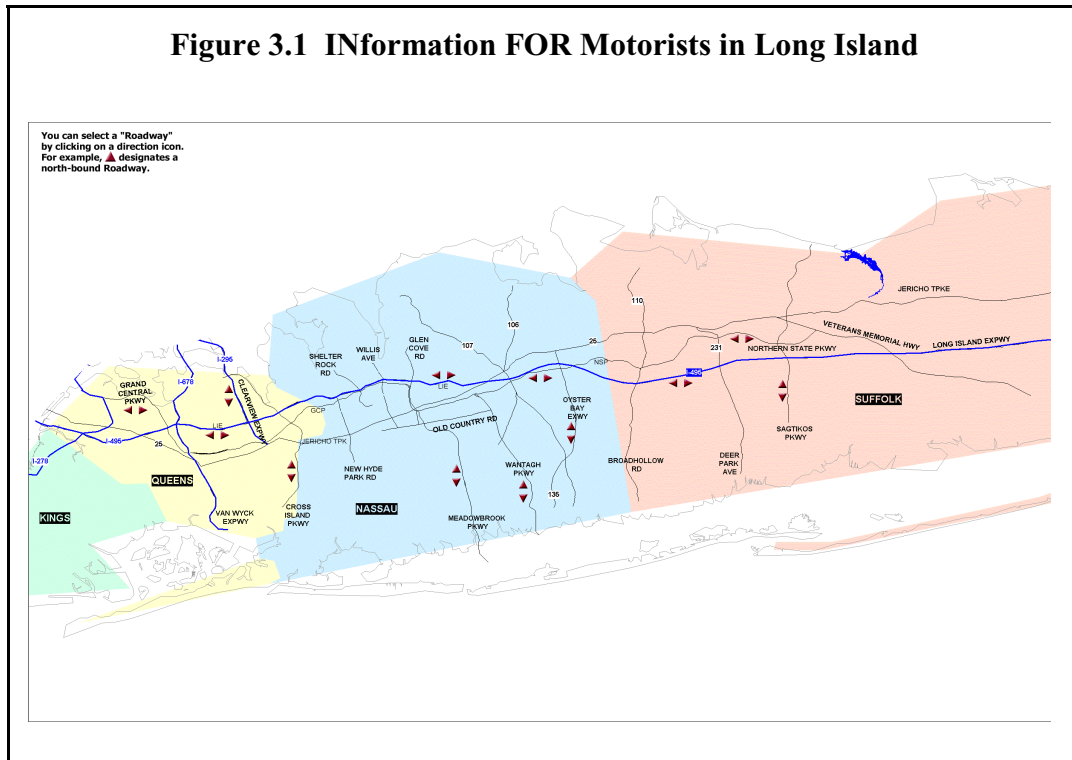 Figure 3.1 INformation FOR Motorists in Long Island
You can select a "Roadway"
by clicking on a direction icon.
For example, designates a
north-bound Roadway.
JERICHO TPKE
110
106
VETERANS MEMORIAL HWY
LONG ISLAND EXPWY
107
25
231
NORTHERN STATE PKWY
GLEN
COVE
RD
WILLIS
AVE
SHELTER
ROCK
RD
I-295
NSP
I-495
I-678
GRAND
CENTRAL
PKWY
CLEARVIEW EXPWY
LIE
OYSTER
BAY
EXWY
SUFFOLK
GCP
OLD COUNTRY RD
LIE
SAGTIKOS
PKWY
I-495
25
JERICHO TPK
I-278
BROADHOLLOW
RD
DEER
PARK
AVE
NEW HYDE
PARK RD
WANTAGH
PKWY
QUEENS
135
CROSS
ISLAND
PKWY
NASSAU
VAN WYCK
EXPWY
MEADOWBROOK
PKWY
KINGS